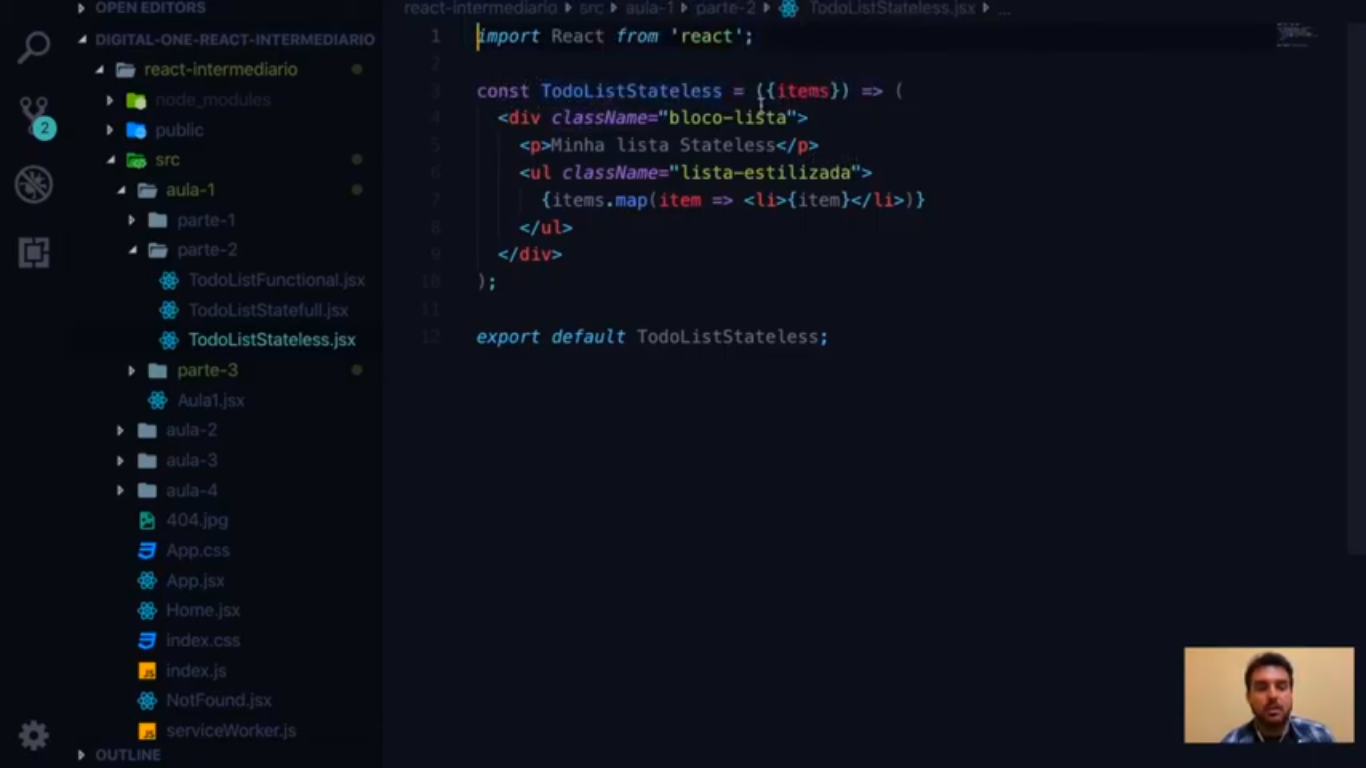 OPEN EDITORS
DIGITAL-ONE-REACT-INTERMEDIARIO
react-intermediario
node_modules
public
src
aula-1
parte-1
parte-2
TodoListFunctional.jsx
TodoListStatefull.jsx
TodoListStateless.jsx
parte-3
Aula1.jsx
aula-2
aula-3
aula-4
404.jpg
App.css
App.jsx
Home.jsx
index.css
JS index.js
NotFound.jsx
JS serviceWorker.js
OUTLINE
2
react-intermediario src aula-1 parte-2 TodoListStateless.jsx ...
1 import React from 'react';
2
3 const TodoListStateless = ({items}) => (
4 <div className="bloco-lista">
5 <p>Minha lista Stateless</p>
6 <ul className="lista-estilizada">
7 {items.map(item => <li>{item}</li>)}
8 </ul>
9 </div>
10 );
11
12 export default TodoListStateless;